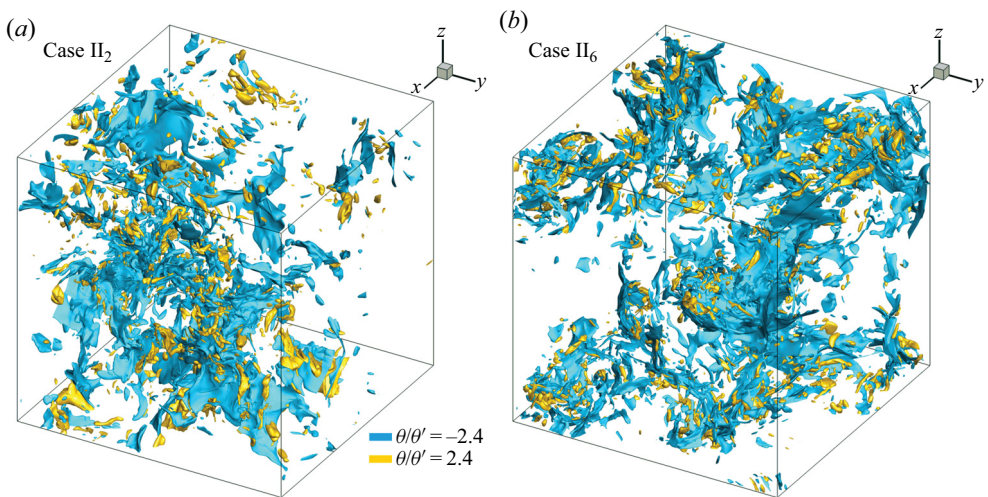 (a)
Case II₂
z
x
y
θ/θ′ = –2.4
θ/θ′ = 2.4
(b)
Case II₆
z
x
y